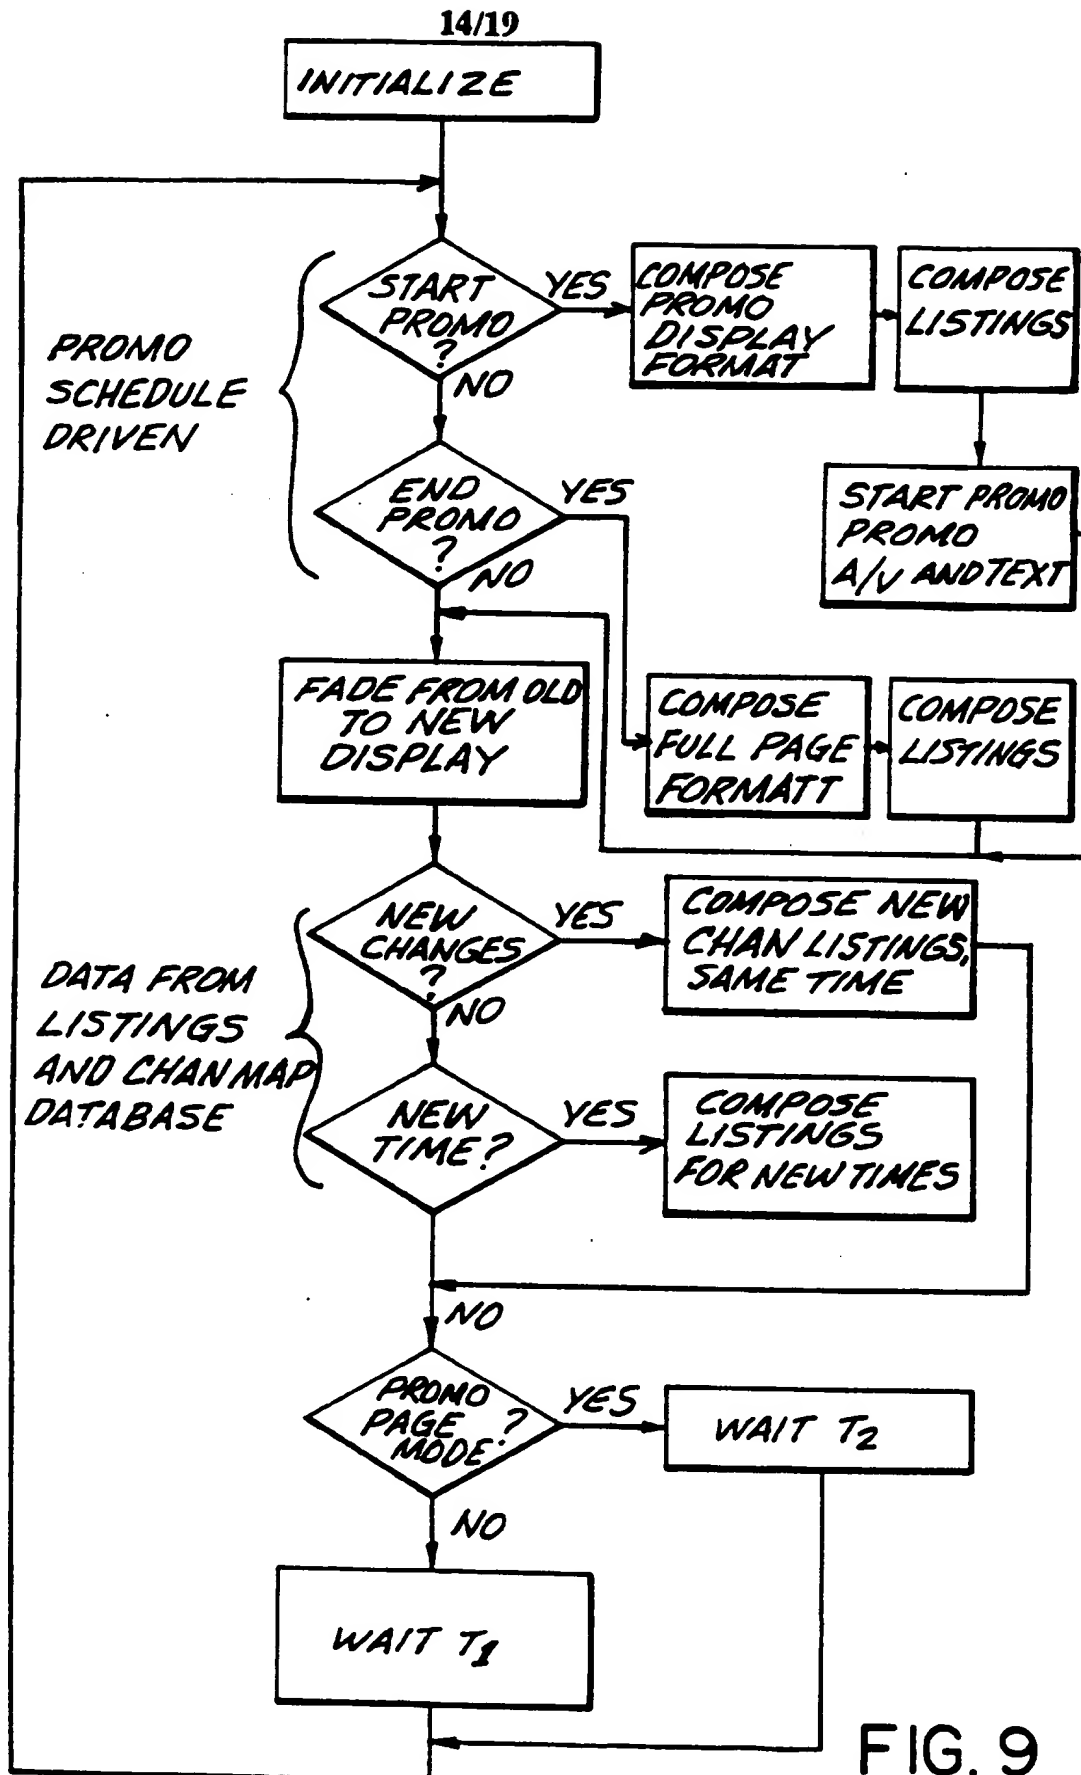 14/19
INITIALIZE
START
PROMO
?
YES
NO
COMPOSE
PROMO
DISPLAY
FORMAT
COMPOSE
LISTINGS
PROMO
SCHEDULE
DRIVEN
END
PROMO
?
YES
NO
START PROMO
PROMO
A/V AND TEXT
FADE FROM OLD
TO NEW
DISPLAY
COMPOSE
FULL PAGE
FORMATT
COMPOSE
LISTINGS
NEW
CHANGES
?
YES
NO
COMPOSE NEW
CHAN LISTINGS,
SAME TIME
DATA FROM
LISTINGS
AND CHAN MAP
DATABASE
NEW
TIME?
YES
COMPOSE
LISTINGS
FOR NEW TIMES
NO
PROMO
PAGE ?
MODE
YES
NO
WAIT T2
WAIT T1
FIG. 9